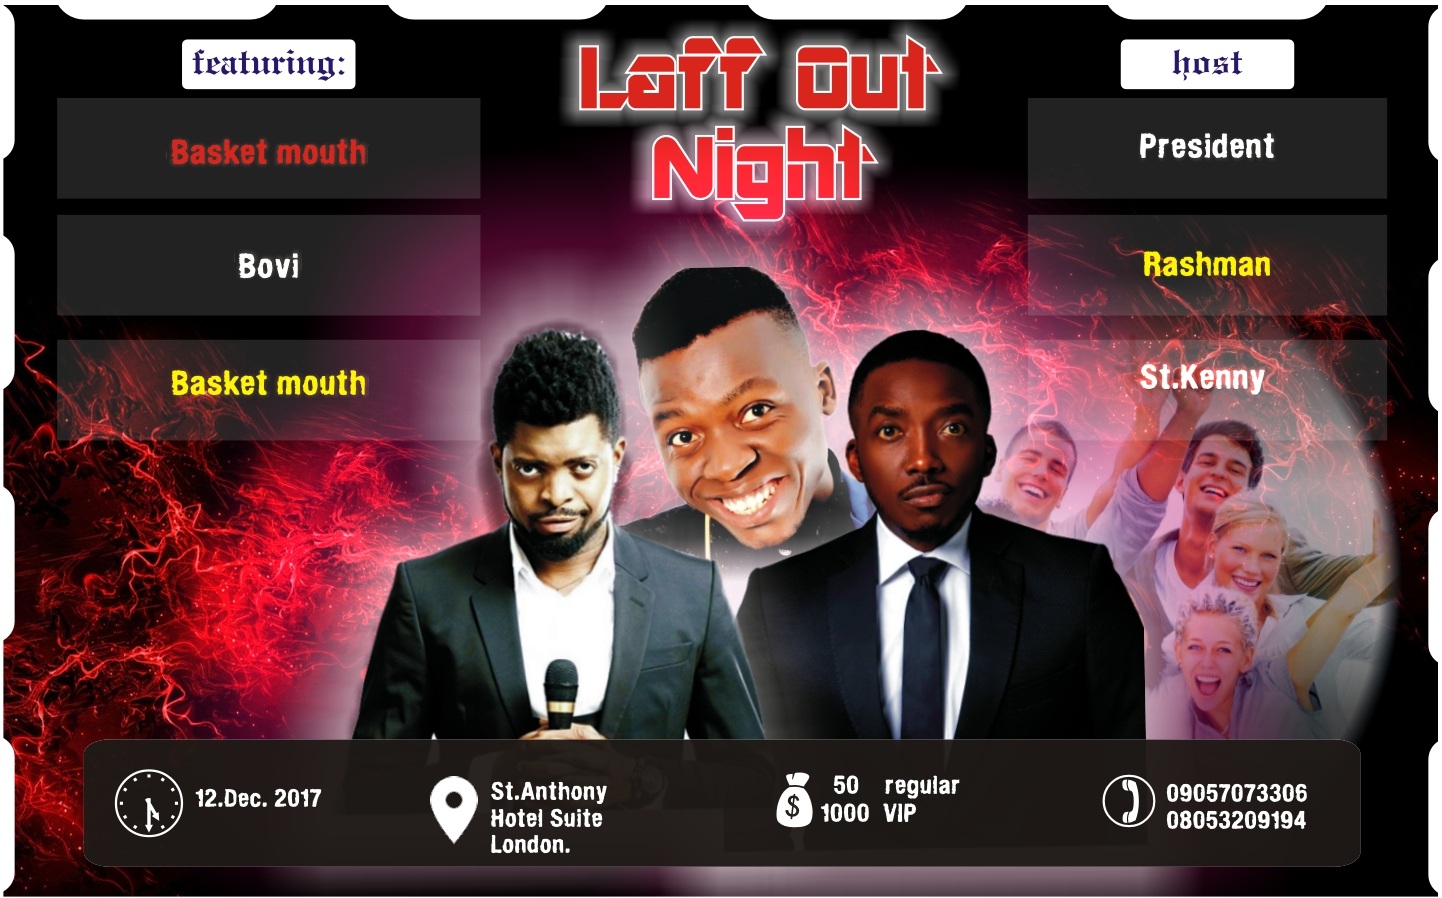 featuring:
Basket mouth
Bovi
Basket mouth
Laff Out
Night
host
President
Rashman
St.Kenny
12.Dec. 2017
St.Anthony
Hotel Suite
London.
$
50 regular
1000 VIP
09057073306
08053209194